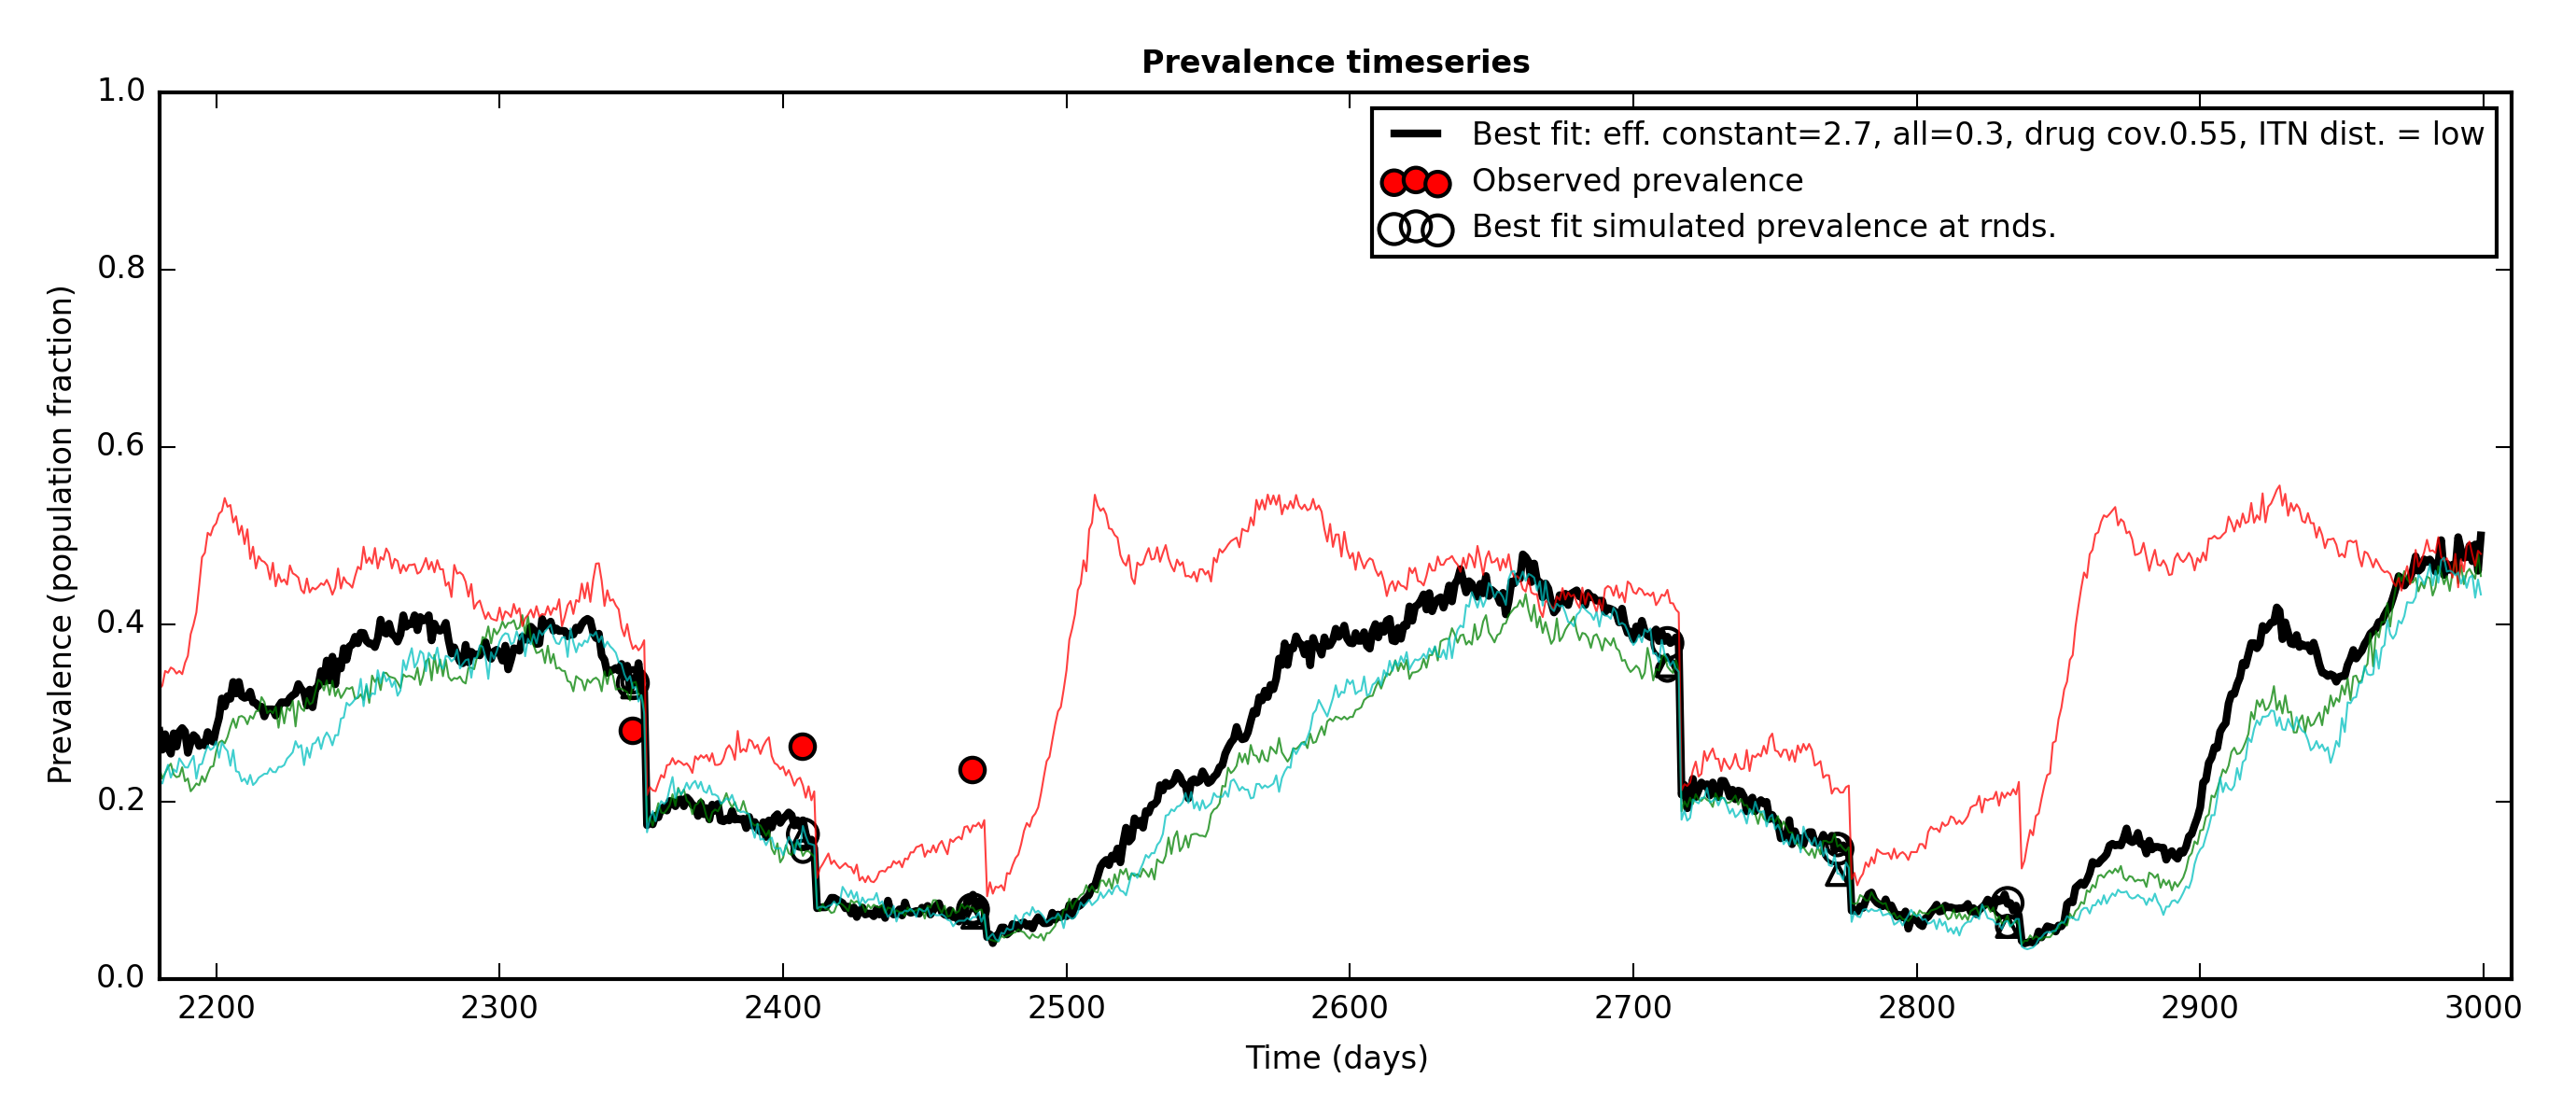 Prevalence timeseries
1.0
0.8
0.6
0.4
0.2
0.0
Prevalence (population fraction)
Best fit: eff. constant=2.7, all=0.3, drug cov.0.55, ITN dist. = low
Observed prevalence
Best fit simulated prevalence at rnds.
2200 2300 2400 2500 2600 2700 2800 2900 3000
Time (days)